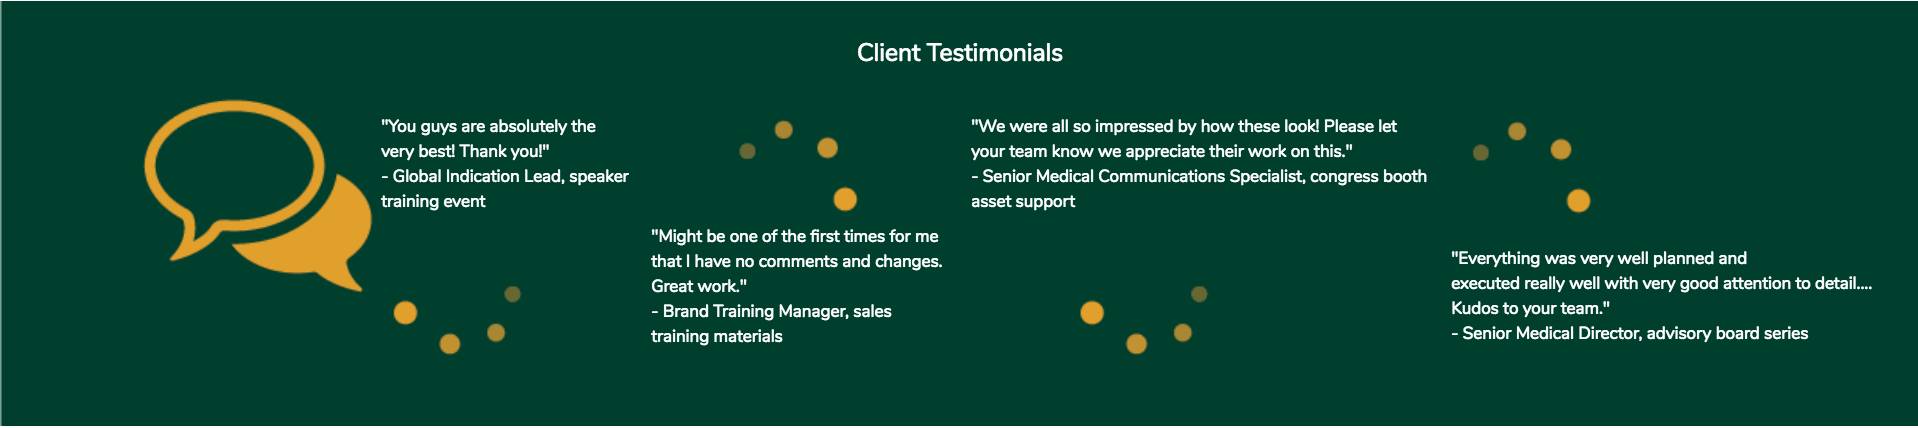 Client Testimonials
"You guys are absolutely the
very best! Thank you!"
- Global Indication Lead, speaker
training event
"Might be one of the first times for me
that I have no comments and changes.
Great work."
- Brand Training Manager, sales
training materials
"We were all so impressed by how these look! Please let
your team know we appreciate their work on this."
- Senior Medical Communications Specialist, congress booth
asset support
"Everything was very well planned and
executed really well with very good attention to detail....
Kudos to your team."
- Senior Medical Director, advisory board series